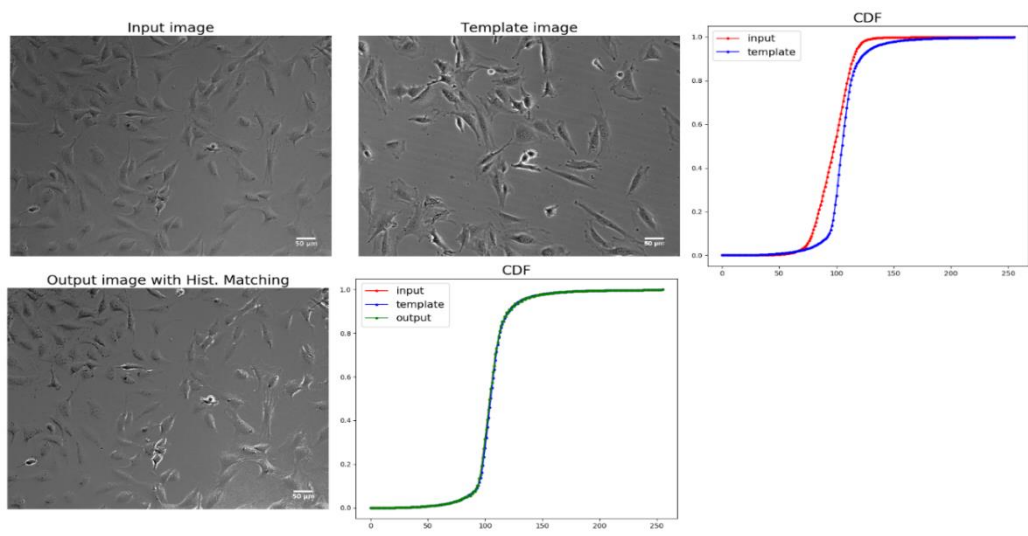 Input image
Template image
CDF
50 µm
50 µm
input
template
1.0
0.8
0.6
0.4
0.2
0.0
0
50
100
150
200
250
Output image with Hist. Matching
CDF
50 µm
input
template
output
1.0
0.8
0.6
0.4
0.2
0.0
0
50
100
150
200
250